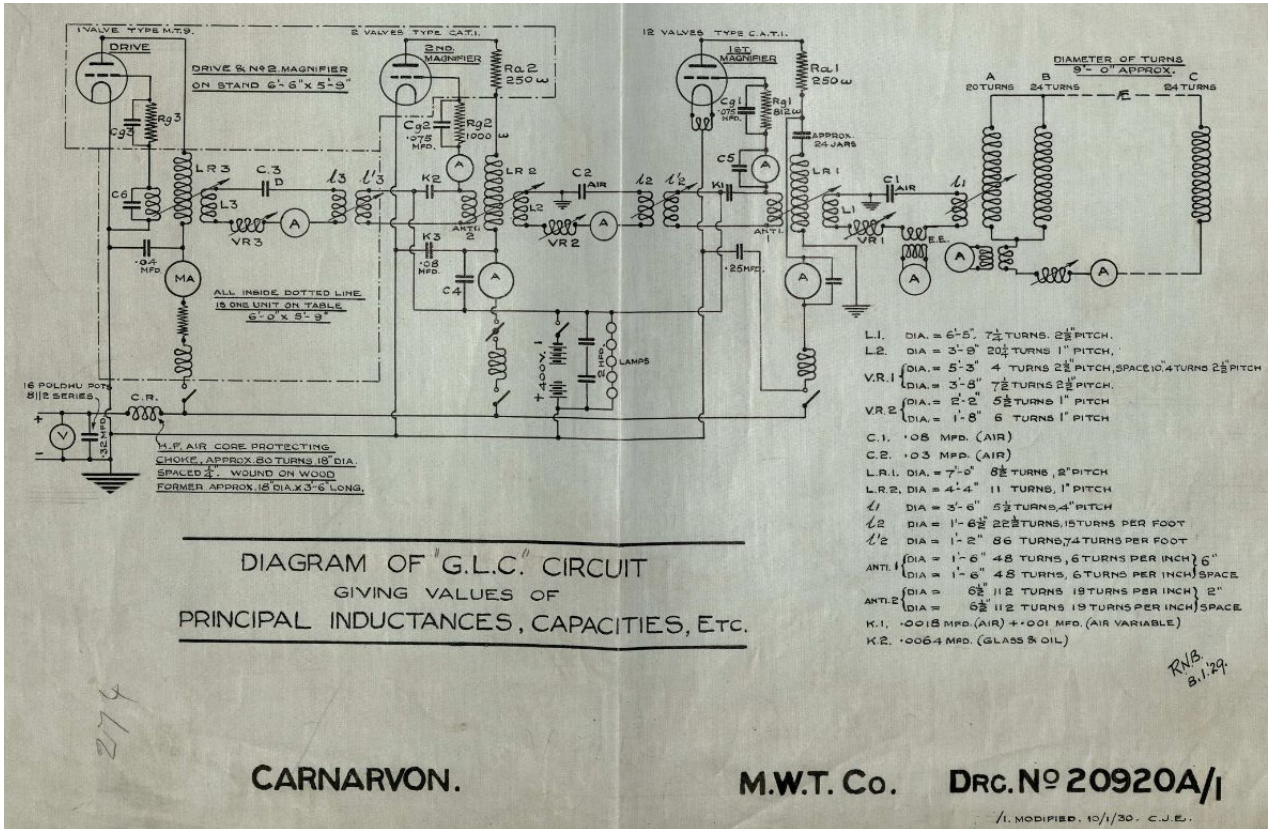 1 VALVE TYPE M.T.9.
DRIVE
2 VALVES TYPE C.A.T.1.
2ND.
MAGNIFIER
12 VALVES TYPE C.A.T.1.
1ST.
MAGNIFIER
DRIVE & No 2. MAGNIFIER
ON STAND 6'-6" X 5'-9"
Ra2
250 ω
Ra1
250 ω
DIAMETER OF TURNS
9'-0" APPROX.
A
20 TURNS
B
24 TURNS
Æ
C
24 TURNS
Cg3
Rg3
Cg2
.075
MFD.
Rg2
1000
ω
Cg1
.075
MFD.
Rg1
812ω
APPROX.
24 JARS
C6
LR3
L3
C.3
D
l3
l'3
VR3
A
K2
A
LR2
ANTI.
2
L2
C2
AIR
VR2
A
l2
l'2
K1
C5
A
LR1
ANTI.
1
L1
C1
AIR
VR1
l1
E.E.
A
A
A
.04
MFD
MA
K3
.08
MFD.
C4
A
.25 MFD.
A
ALL INSIDE DOTTED LINE
IS ONE UNIT ON TABLE
6'-0" X 5'-9"
+ 400 V.
2 MFD.
LAMPS
16 POLDHU POTS
8112 SERIES
C.R.
+
V
-
.32 MFD.
H.F. AIR CORE PROTECTING
CHOKE, APPROX. 80 TURNS. 18" DIA.
SPACED ¼". WOUND ON WOOD
FORMER APPROX. 18" DIA. X 3'-6" LONG.
L.1. DIA. = 6'-5". 7¼ TURNS. 2½" PITCH.
L.2. DIA = 3'-9" 20¼ TURNS 1" PITCH.
V.R.1 { DIA. = 5'-3" 4 TURNS 2½" PITCH, SPACE 10", 4 TURNS 2½" PITCH
DIA. = 3'-8" 7½ TURNS 2½" PITCH.
V.R.2 { DIA. = 2'-2" 5½ TURNS 1" PITCH
DIA. = 1'-8" 6 TURNS 1" PITCH
C.1. .08 MFD. (AIR)
C.2. .03 MFD. (AIR)
L.R.1. DIA. = 7'-0" 8½ TURNS, 2" PITCH
L.R.2. DIA = 4'-4" 11 TURNS, 1" PITCH
l1 DIA = 3'-6" 5½ TURNS, 4" PITCH
l2 DIA = 1'-6½" 22½ TURNS, 15 TURNS PER FOOT
l'2 DIA = 1'-2" 86 TURNS, 74 TURNS PER FOOT
ANTI.1 { DIA = 1'-6" 48 TURNS, 6 TURNS PER INCH } 6"
DIA = 1'-6" 48 TURNS, 6 TURNS PER INCH } SPACE
ANTI.2 { DIA = 6½" 112 TURNS 19 TURNS PER INCH } 2"
DIA = 6½" 112 TURNS 19 TURNS PER INCH } SPACE
K.1. .0018 MFD. (AIR) + .001 MFD. (AIR VARIABLE)
K.2. .0064 MFD. (GLASS & OIL)
R.N.B.
8.1.'29.
DIAGRAM OF "G.L.C." CIRCUIT
GIVING VALUES OF
PRINCIPAL INDUCTANCES, CAPACITIES, ETC.
274
CARNARVON.
M.W.T. Co. DRG. No 20920A/1
/1. MODIFIED. 10/1/30. C.J.E.